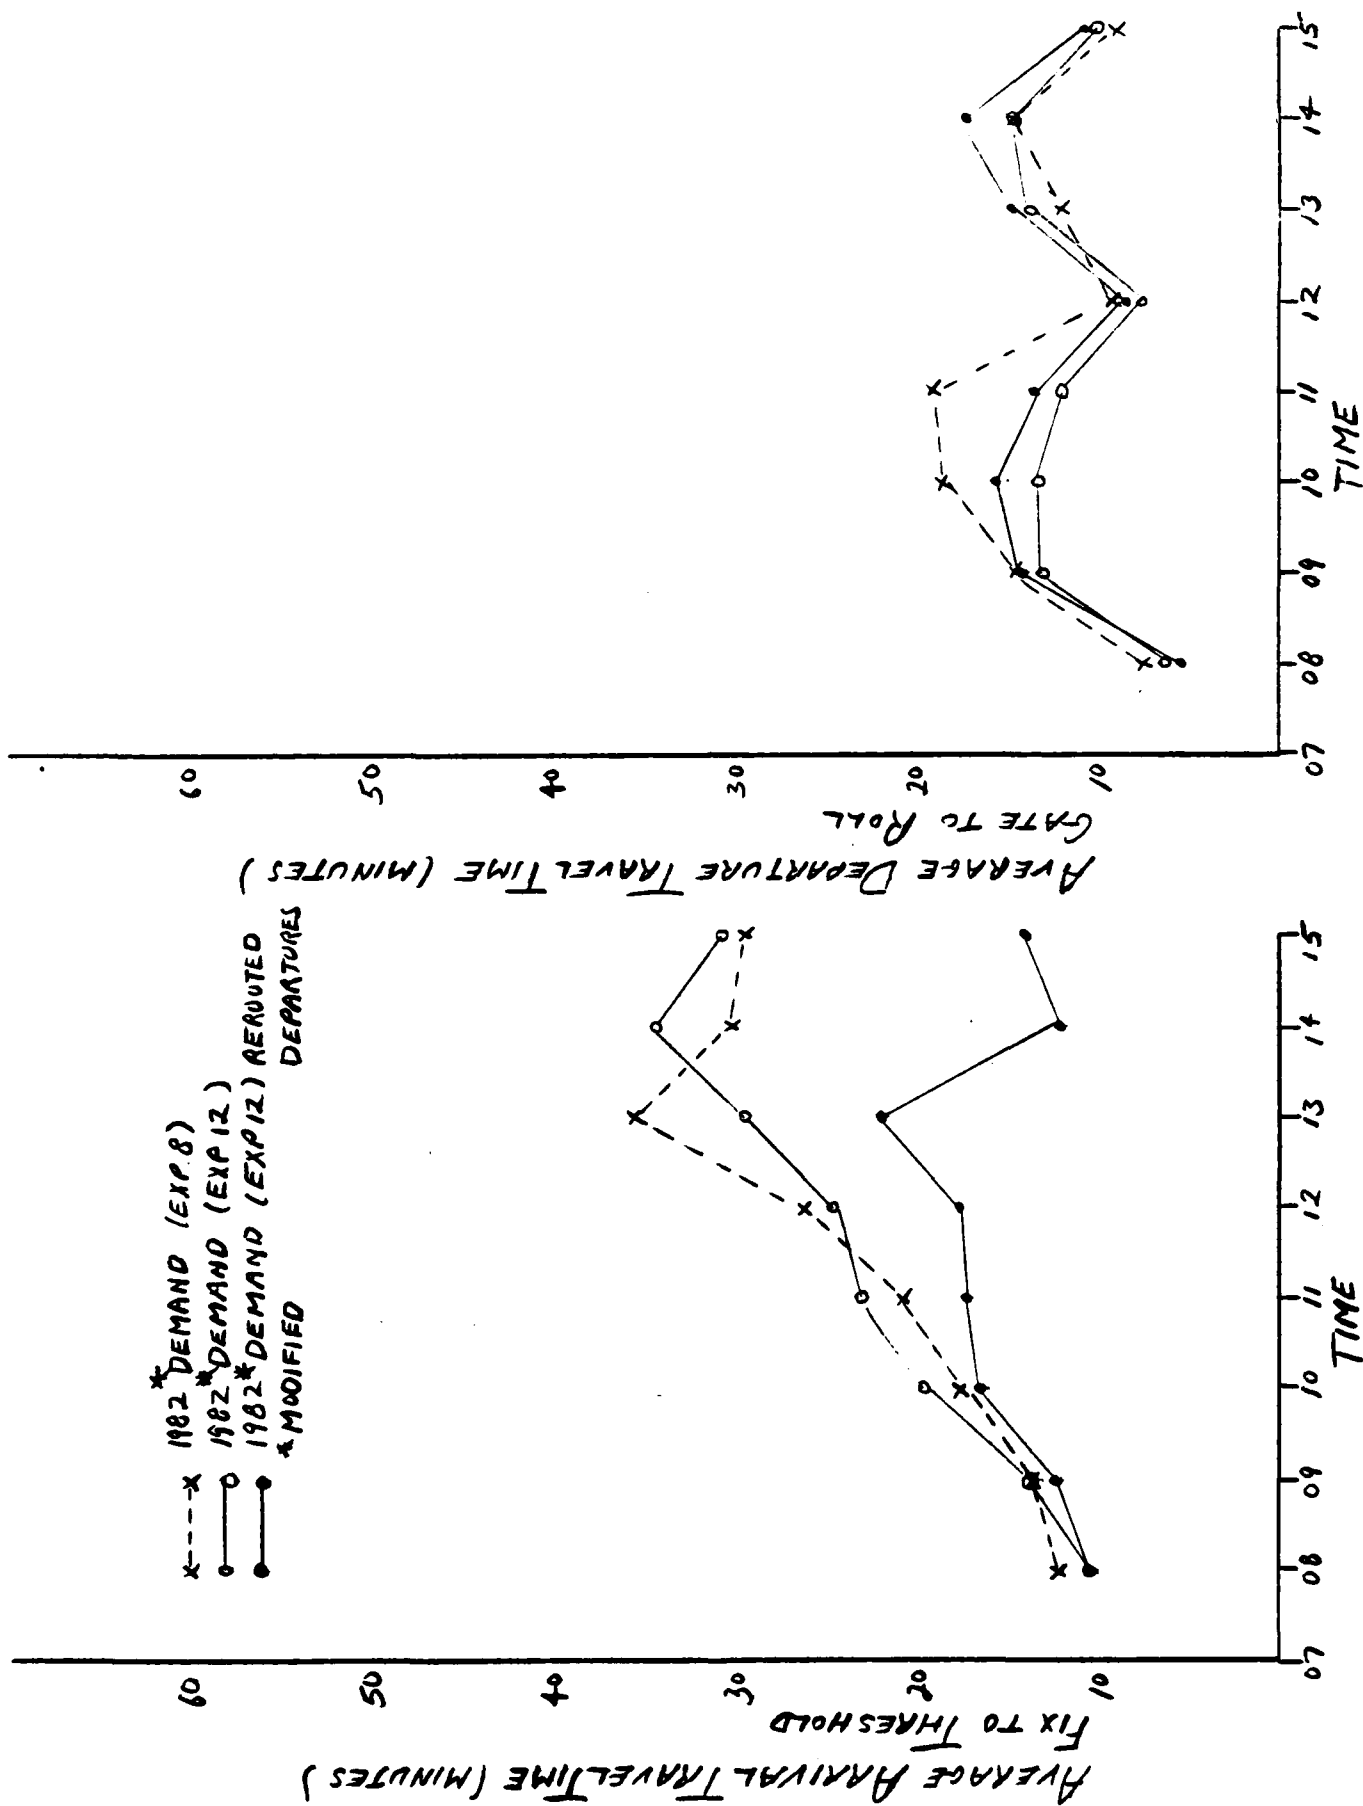 x----x 1982* DEMAND (EXP. 8)
1982* DEMAND (EXP 12)
1982* DEMAND (EXP 12) REROUTED
DEPARTURES
* MODIFIED
AVERAGE ARRIVAL TRAVEL TIME (MINUTES)
FIX TO THRESHOLD
60
50
40
30
20
10
07 08 09 10 11 12 13 14 15
TIME
AVERAGE DEPARTURE TRAVEL TIME (MINUTES)
GATE TO ROLL
60
50
40
30
20
10
07 08 09 10 11 12 13 14 15
TIME